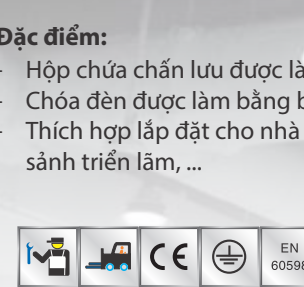 Đặc điểm:
- Hộp chứa chấn lưu được
- Chóa đèn được làm bằng
- Thích hợp lắp đặt cho nhà
sảnh triển lãm, ...
CE
EN
60598